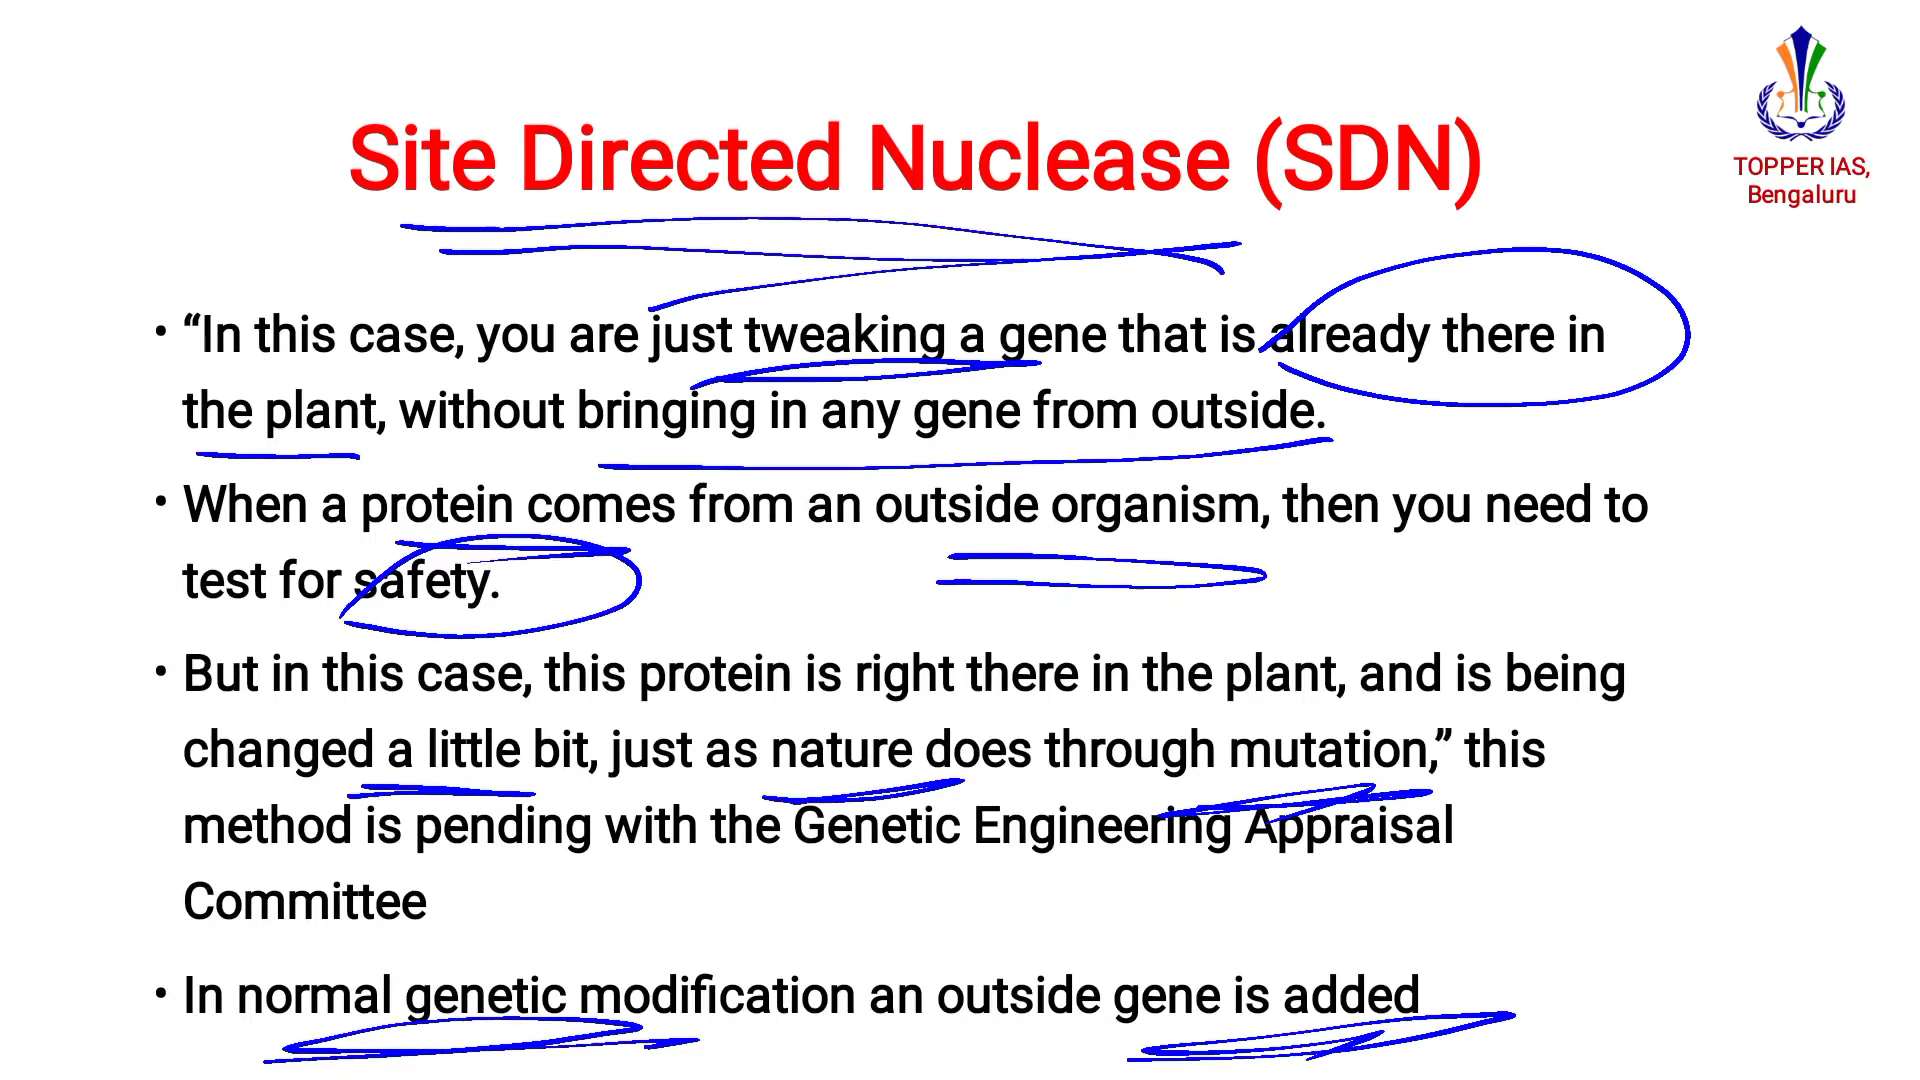 Site Directed Nuclease (SDN)
TOPPER IAS,
Bengaluru
• “In this case, you are just tweaking a gene that is already there in
the plant, without bringing in any gene from outside.
• When a protein comes from an outside organism, then you need to
test for safety.
• But in this case, this protein is right there in the plant, and is being
changed a little bit, just as nature does through mutation,” this
method is pending with the Genetic Engineering Appraisal
Committee
• In normal genetic modification an outside gene is added